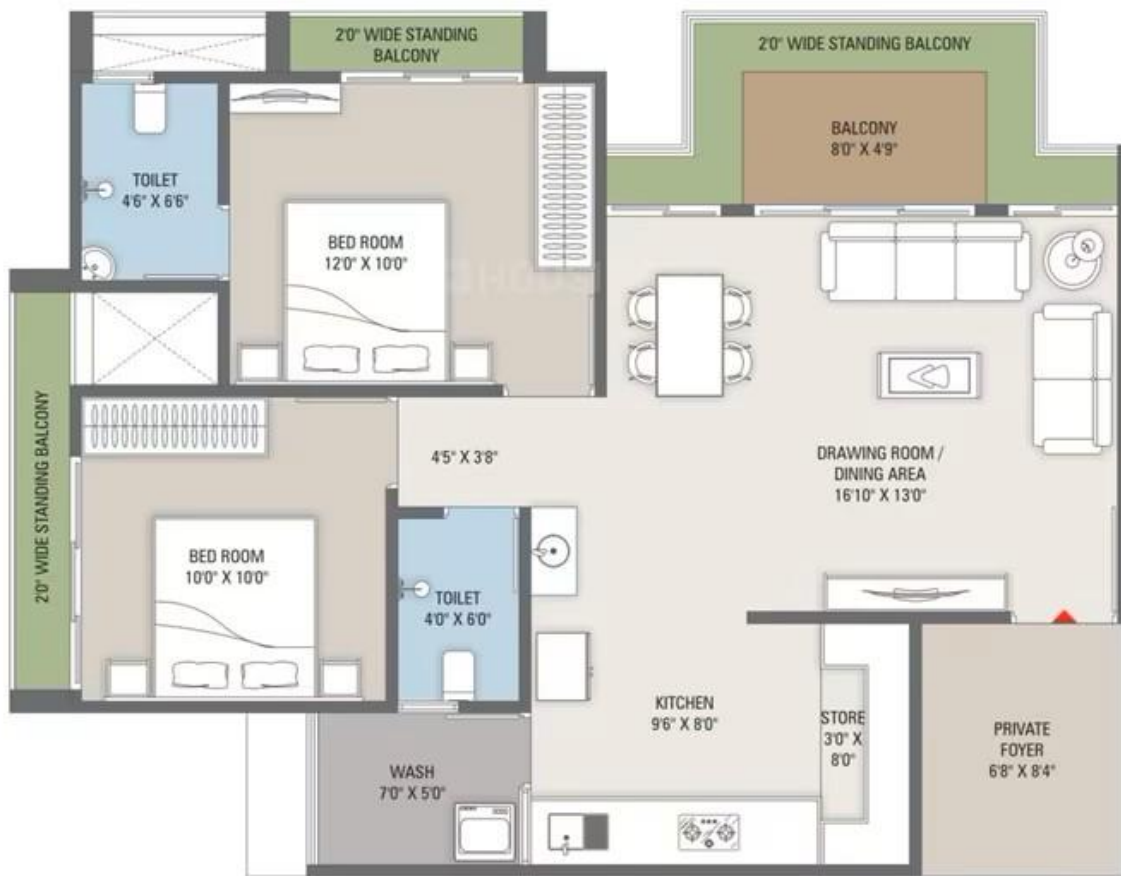 2'0" WIDE STANDING
BALCONY
2'0" WIDE STANDING BALCONY
BALCONY
8'0" X 4'9"
TOILET
4'6" X 6'6"
BED ROOM
12'0" X 10'0"
2'0" WIDE STANDING BALCONY
4'5" X 3'8"
DRAWING ROOM /
DINING AREA
16'10" X 13'0"
BED ROOM
10'0" X 10'0"
TOILET
4'0" X 6'0"
KITCHEN
9'6" X 8'0"
STORE
3'0" X
8'0"
PRIVATE
FOYER
6'8" X 8'4"
WASH
7'0" X 5'0"